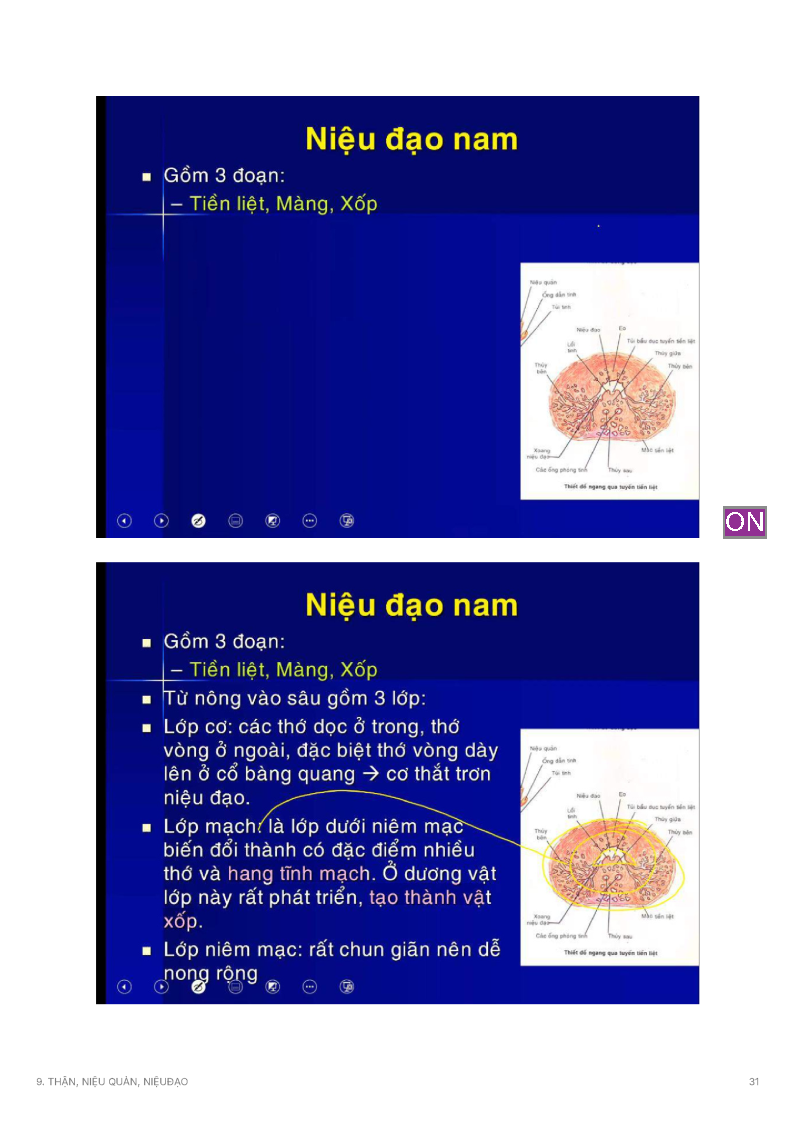 Niệu đạo nam
Gồm 3 đoạn:
– Tiền liệt, Màng, Xốp
Niệu quản
Ống dẫn tinh
Túi tinh
Niệu đạo
Eo
Lỗi tinh
Túi bầu dục tuyến tiền liệt
Thùy giữa
Thùy bên
Thùy bên
Xoang niệu đạo
Mào tiền liệt
Các ống phóng tinh
Thùy sau
Thiết đồ ngang qua tuyến tiền liệt
ON
Niệu đạo nam
Gồm 3 đoạn:
– Tiền liệt, Màng, Xốp
Từ nông vào sâu gồm 3 lớp:
Lớp cơ: các thớ dọc ở trong, thớ
vòng ở ngoài, đặc biệt thớ vòng dày
lên ở cổ bàng quang → cơ thắt trơn
niệu đạo.
Lớp mạch: là lớp dưới niêm mạc
biến đổi thành có đặc điểm nhiều
thớ và hang tĩnh mạch. Ở dương vật
lớp này rất phát triển, tạo thành vật
xốp.
Lớp niêm mạc: rất chun giãn nên dễ
nong rộng
Niệu quản
Ống dẫn tinh
Túi tinh
Niệu đạo
Eo
Lỗi tinh
Túi bầu dục tuyến tiền liệt
Thùy giữa
Thùy bên
Thùy bên
Xoang niệu đạo
Mào tiền liệt
Các ống phóng tinh
Thùy sau
Thiết đồ ngang qua tuyến tiền liệt
9. THẬN, NIỆU QUẢN, NIỆUĐẠO
31